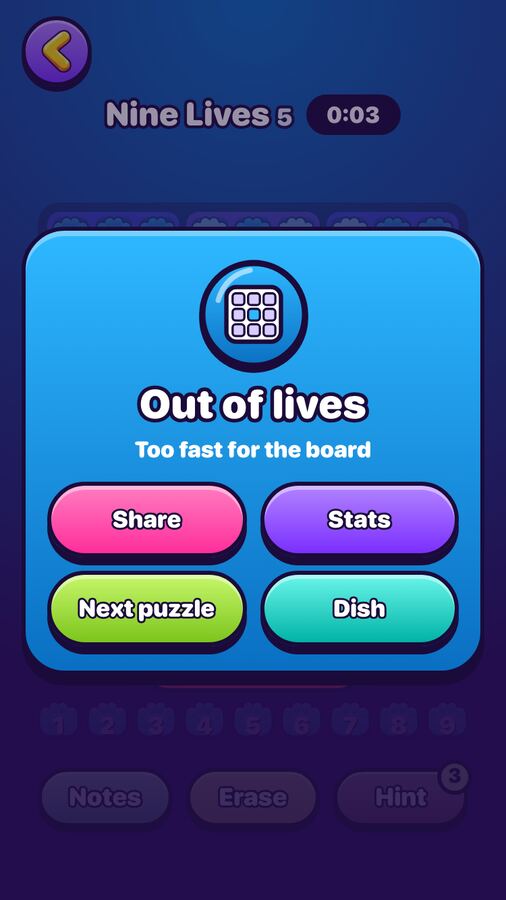 Nine Lives 5 0:03
Out of lives
Too fast for the board
Share Stats
Next puzzle Dish
1 2 3 4 5 6 7 8 9
Notes Erase Hint 3